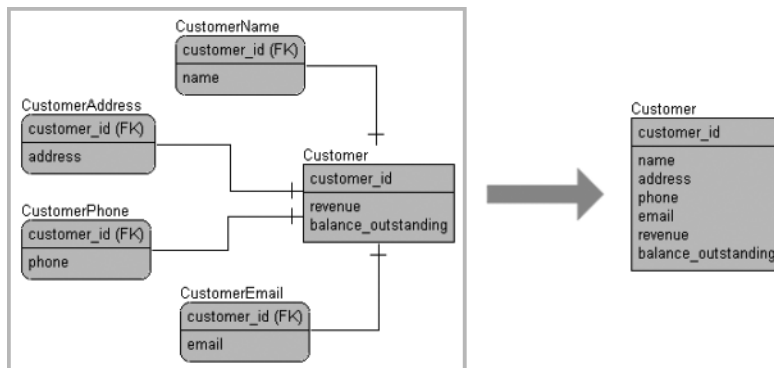 CustomerName
customer_id (FK)
name
CustomerAddress
customer_id (FK)
address
CustomerPhone
customer_id (FK)
phone
CustomerEmail
customer_id (FK)
email
Customer
customer_id
revenue
balance_outstanding
Customer
customer_id
name
address
phone
email
revenue
balance_outstanding